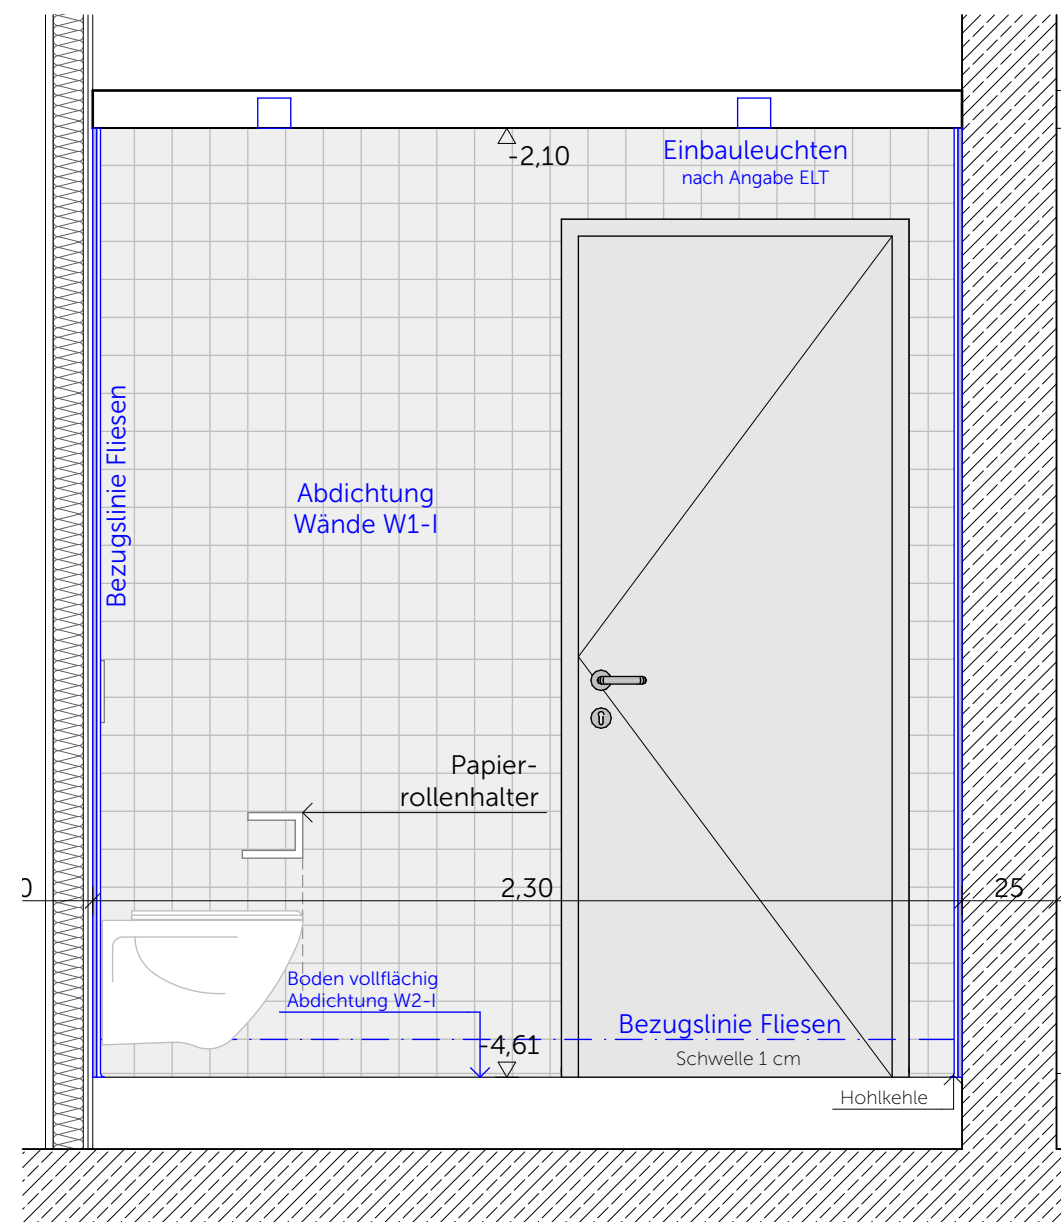 -2,10
Einbauleuchten
nach Angabe ELT
Bezugslinie Fliesen
Abdichtung
Wände W1-I
Papier-
rollenhalter
0
2,30
25
Boden vollflächig
Abdichtung W2-I
Bezugslinie Fliesen
-4,61
Schwelle 1 cm
Hohlkehle